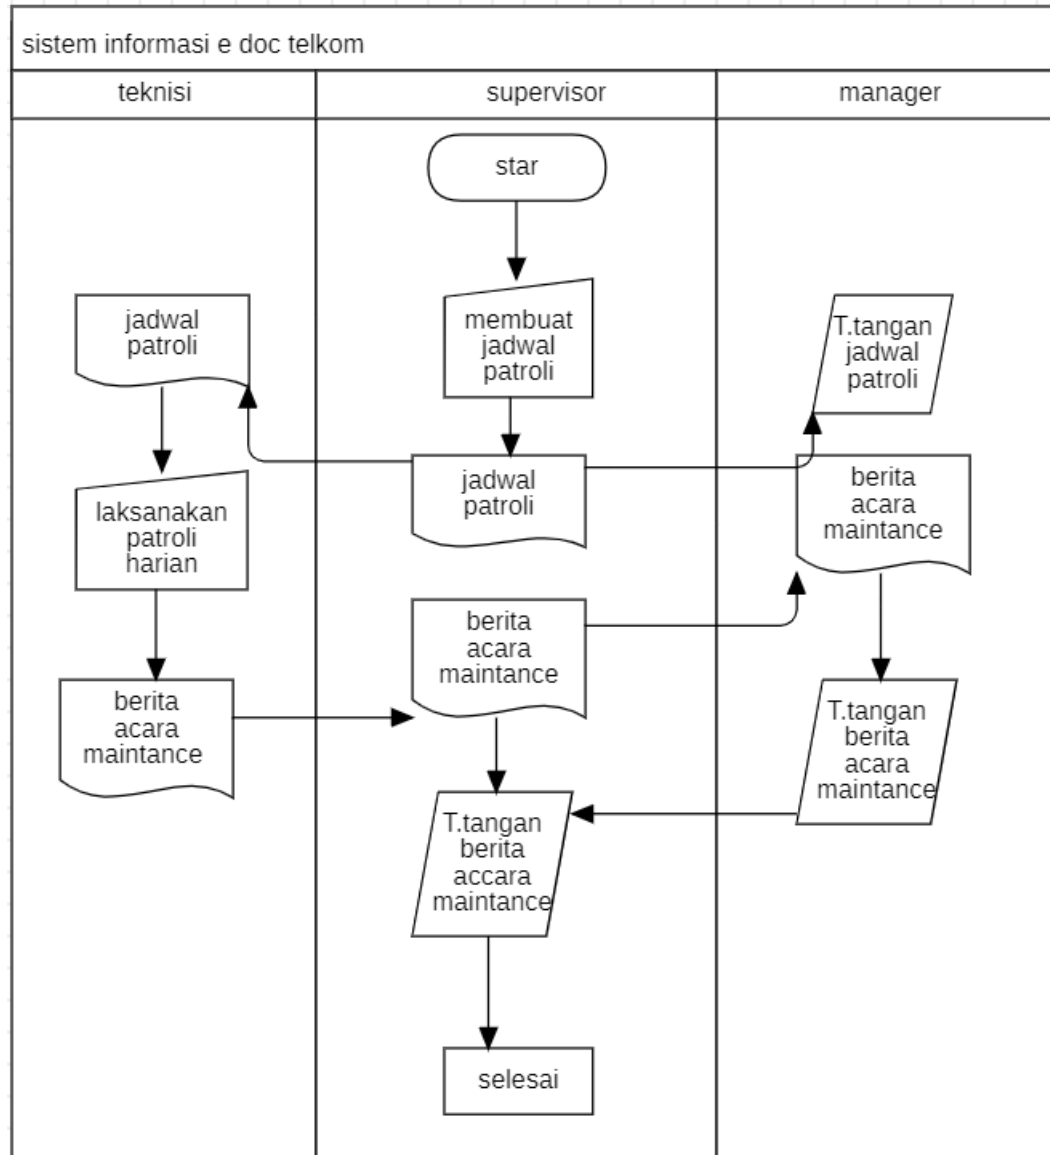 sistem informasi e doc telkom
teknisi
supervisor
manager
star
jadwal
patroli
membuat
jadwal
patroli
T.tangan
jadwal
patroli
laksanakan
patroli
harian
jadwal
patroli
berita
acara
maintance
berita
acara
maintance
berita
acara
maintance
T.tangan
berita
acara
maintance
T.tangan
berita
accara
maintance
selesai